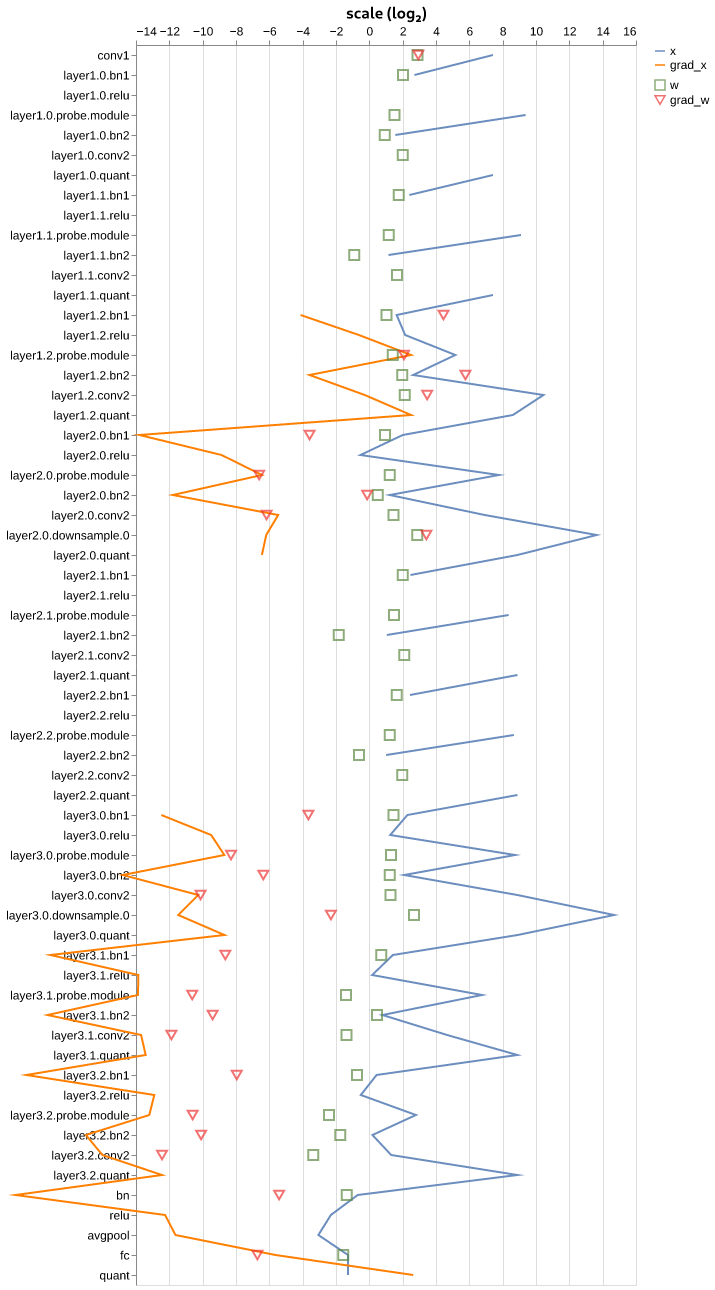 scale (log₂)
−14 −12 −10 −8 −6 −4 −2 0 2 4 6 8 10 12 14 16
x
grad_x
w
grad_w
conv1
layer1.0.bn1
layer1.0.relu
layer1.0.probe.module
layer1.0.bn2
layer1.0.conv2
layer1.0.quant
layer1.1.bn1
layer1.1.relu
layer1.1.probe.module
layer1.1.bn2
layer1.1.conv2
layer1.1.quant
layer1.2.bn1
layer1.2.relu
layer1.2.probe.module
layer1.2.bn2
layer1.2.conv2
layer1.2.quant
layer2.0.bn1
layer2.0.relu
layer2.0.probe.module
layer2.0.bn2
layer2.0.conv2
layer2.0.downsample.0
layer2.0.quant
layer2.1.bn1
layer2.1.relu
layer2.1.probe.module
layer2.1.bn2
layer2.1.conv2
layer2.1.quant
layer2.2.bn1
layer2.2.relu
layer2.2.probe.module
layer2.2.bn2
layer2.2.conv2
layer2.2.quant
layer3.0.bn1
layer3.0.relu
layer3.0.probe.module
layer3.0.bn2
layer3.0.conv2
layer3.0.downsample.0
layer3.0.quant
layer3.1.bn1
layer3.1.relu
layer3.1.probe.module
layer3.1.bn2
layer3.1.conv2
layer3.1.quant
layer3.2.bn1
layer3.2.relu
layer3.2.probe.module
layer3.2.bn2
layer3.2.conv2
layer3.2.quant
bn
relu
avgpool
fc
quant